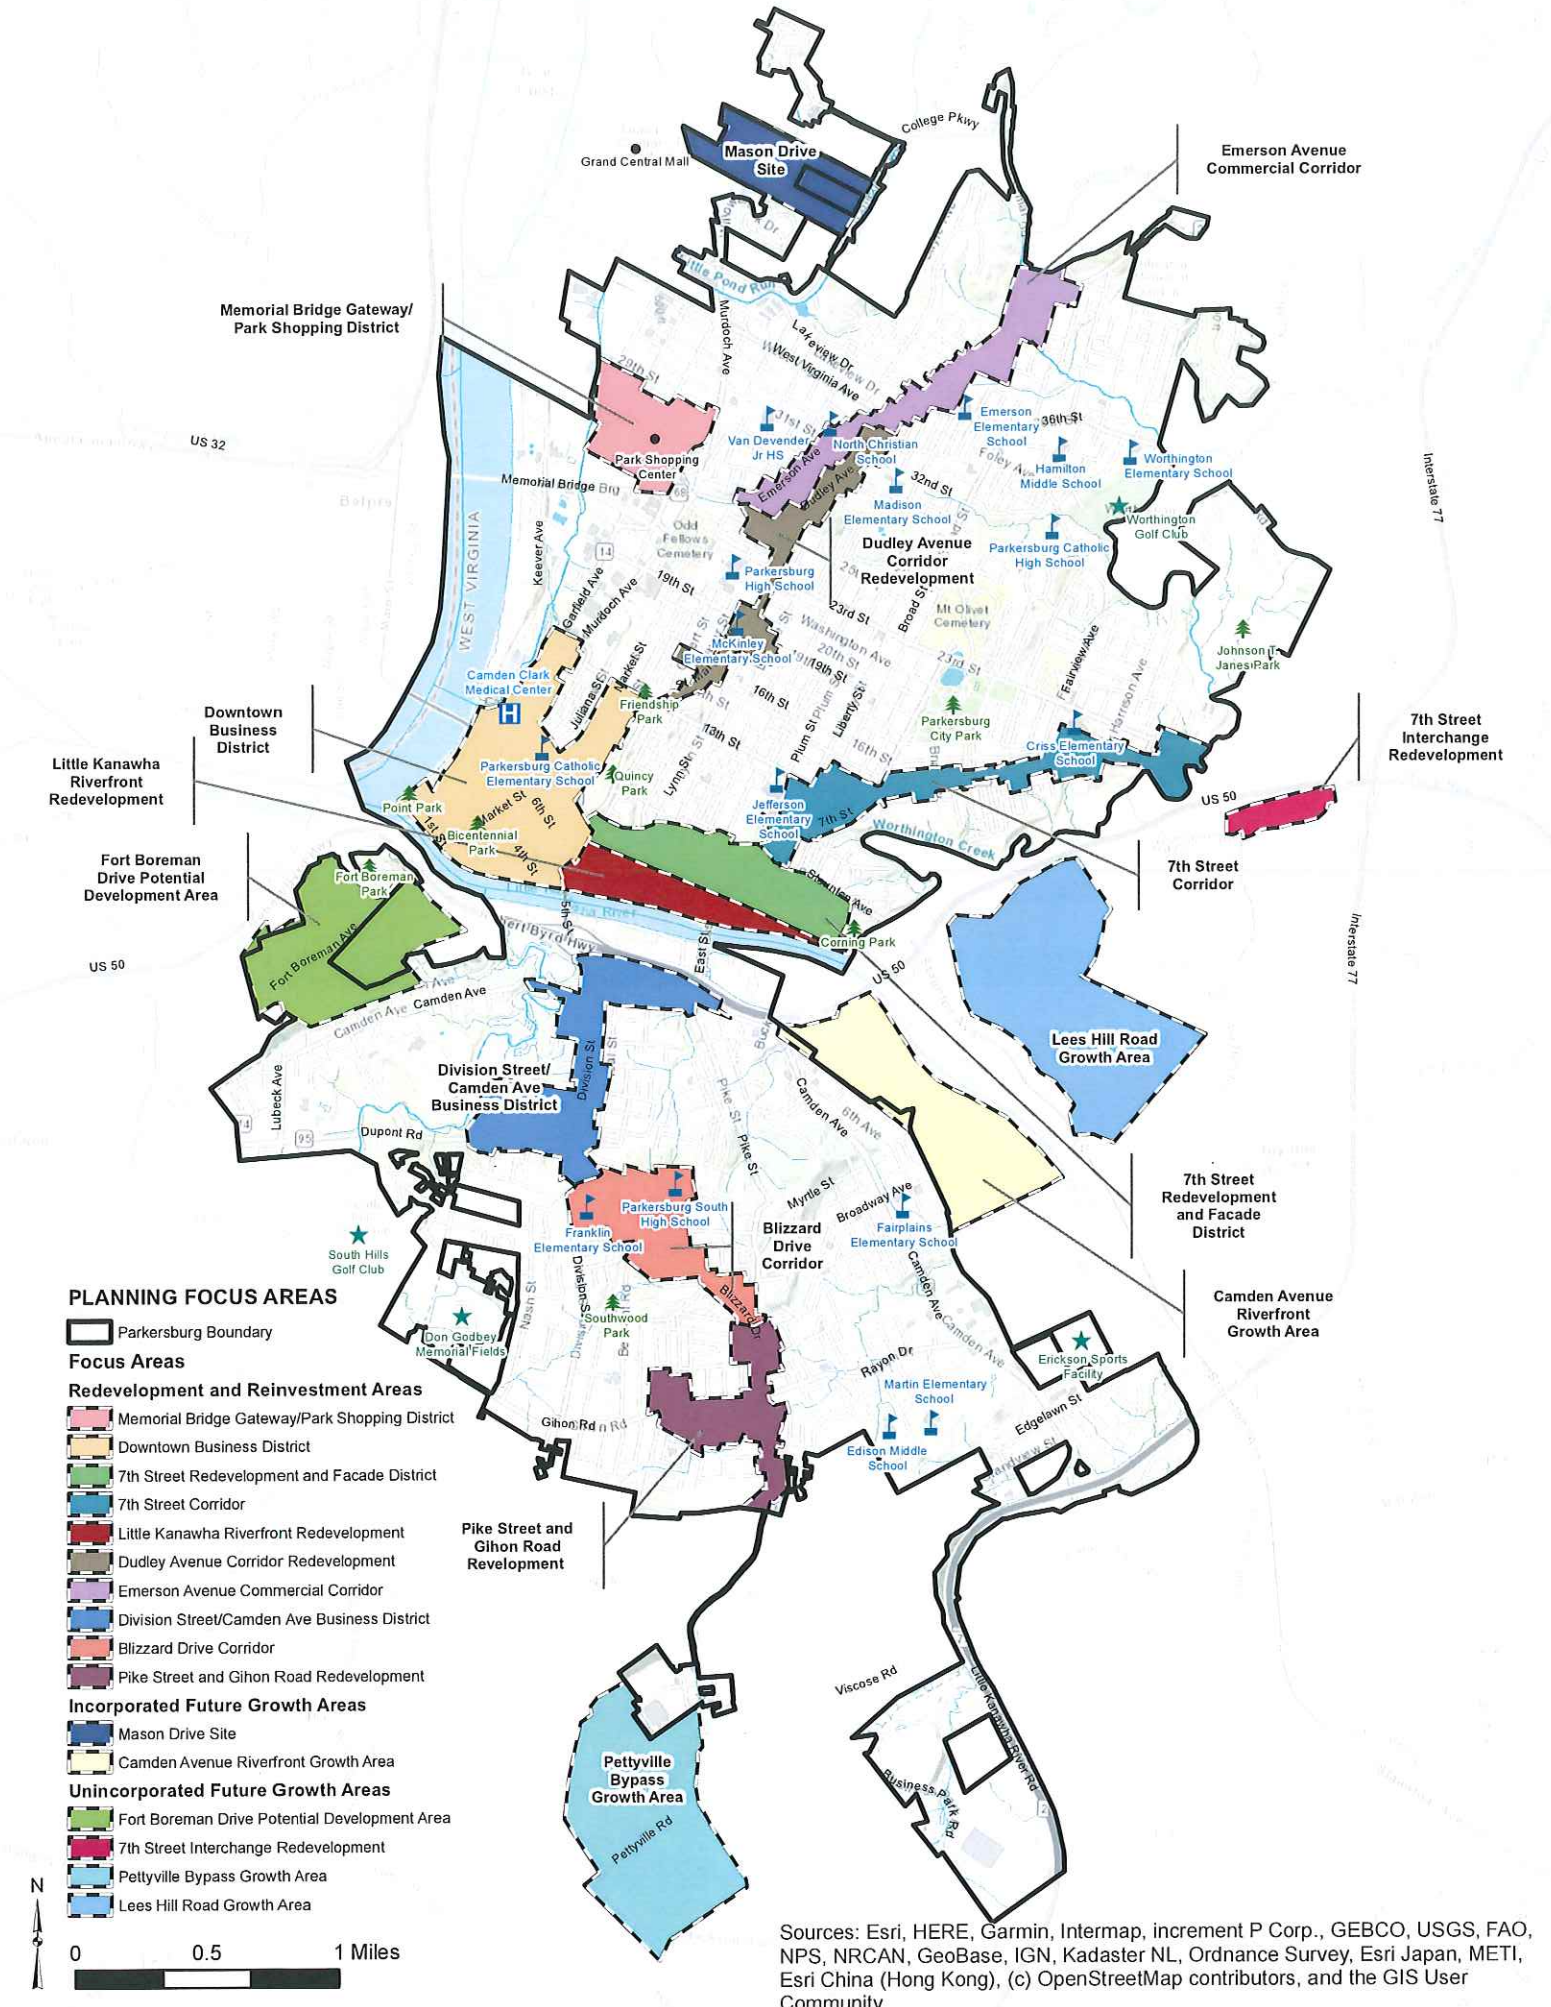 College Pkwy
Grand Central Mall
Mason Drive
Site
Emerson Avenue
Commercial Corridor
Little Pond Run
Memorial Bridge Gateway/
Park Shopping District
Murdoch Ave
Lakeview Dr
West Virginia Ave
29th St
31st St
36th St
US 32
Park Shopping
Center
Memorial Bridge
68
Van Devender
Jr HS
North Christian
School
Emerson
Elementary
School
Foley Ave
Hamilton
Middle School
Worthington
Elementary School
Emerson Ave
Dudley Ave
32nd St
Madison
Elementary School
Worthington
Golf Club
Interstate 77
Belpre
WEST VIRGINIA
Keever Ave
14
Odd
Fellows
Cemetery
Dudley Avenue
Corridor
Redevelopment
Parkersburg Catholic
High School
Parkersburg
High School
Garfield Ave
Murdoch Ave
19th St
23rd St
Broad St
Mt Olivet
Cemetery
Washington Ave
20th St
19th St
23rd St
Fairview Ave
Harrison Ave
Johnson T.
Janes Park
McKinley
Elementary School
Market St
Juliana St
Camden Clark
Medical Center
H
Friendship
Park
16th St
13th St
Lynn St
Plum St
Liberty St
16th St
Parkersburg
City Park
Downtown
Business
District
Criss Elementary
School
7th Street
Interchange
Redevelopment
Little Kanawha
Riverfront
Redevelopment
Parkersburg Catholic
Elementary School
Quincy
Park
Jefferson
Elementary
School
7th St
US 50
Point Park
Market St
6th St
1st St
Bicentennial
Park
4th St
Worthington Creek
Fort Boreman
Drive Potential
Development Area
Fort Boreman
Park
7th Street
Corridor
Staunton Ave
5th St
East St
Corning Park
Fort Boreman Ave
US 50
US 50
Interstate 77
Camden Ave
Camden Ave
Lees Hill Road
Growth Area
Division Street/
Camden Ave
Business District
Division St
Lubeck Ave
Pike St
Pike St
Camden Ave
6th Ave
95
Dupont Rd
Myrtle St
Broadway Ave
7th Street
Redevelopment
and Facade
District
Parkersburg South
High School
Franklin
Elementary School
Blizzard
Drive
Corridor
Fairplains
Elementary School
South Hills
Golf Club
Camden Ave
Division St
Nash St
Southwood
Park
Blizzard Dr
Camden Avenue
Riverfront
Growth Area
Don Godbey
Memorial Fields
Camden Ave
Rayon Dr
Erickson Sports
Facility
Martin Elementary
School
Edgelawn St
Gihon Rd
Edison Middle
School
Pike Street and
Gihon Road
Revelopment
Viscose Rd
Little Kanawha River Rd
Business Park Rd
2
Pettyville
Bypass
Growth Area
Pettyville Rd
PLANNING FOCUS AREAS
Parkersburg Boundary
Focus Areas
Redevelopment and Reinvestment Areas
Memorial Bridge Gateway/Park Shopping District
Downtown Business District
7th Street Redevelopment and Facade District
7th Street Corridor
Little Kanawha Riverfront Redevelopment
Dudley Avenue Corridor Redevelopment
Emerson Avenue Commercial Corridor
Division Street/Camden Ave Business District
Blizzard Drive Corridor
Pike Street and Gihon Road Redevelopment
Incorporated Future Growth Areas
Mason Drive Site
Camden Avenue Riverfront Growth Area
Unincorporated Future Growth Areas
Fort Boreman Drive Potential Development Area
7th Street Interchange Redevelopment
Pettyville Bypass Growth Area
Lees Hill Road Growth Area
N
0 0.5 1 Miles
Sources: Esri, HERE, Garmin, Intermap, increment P Corp., GEBCO, USGS, FAO,
NPS, NRCAN, GeoBase, IGN, Kadaster NL, Ordnance Survey, Esri Japan, METI,
Esri China (Hong Kong), (c) OpenStreetMap contributors, and the GIS User
Community